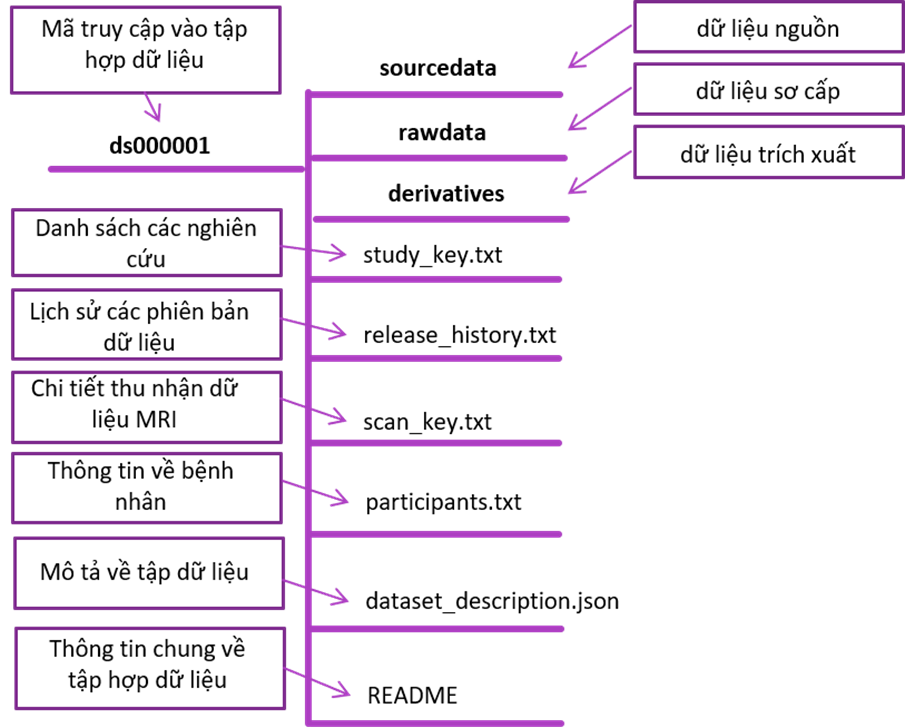 Mã truy cập vào tập
hợp dữ liệu
ds000001
dữ liệu nguồn
sourcedata
dữ liệu sơ cấp
rawdata
dữ liệu trích xuất
derivatives
Danh sách các nghiên
cứu
study_key.txt
Lịch sử các phiên bản
dữ liệu
release_history.txt
Chi tiết thu nhận dữ
liệu MRI
scan_key.txt
Thông tin về bệnh
nhân
participants.txt
Mô tả về tập dữ liệu
dataset_description.json
Thông tin chung về
tập hợp dữ liệu
README